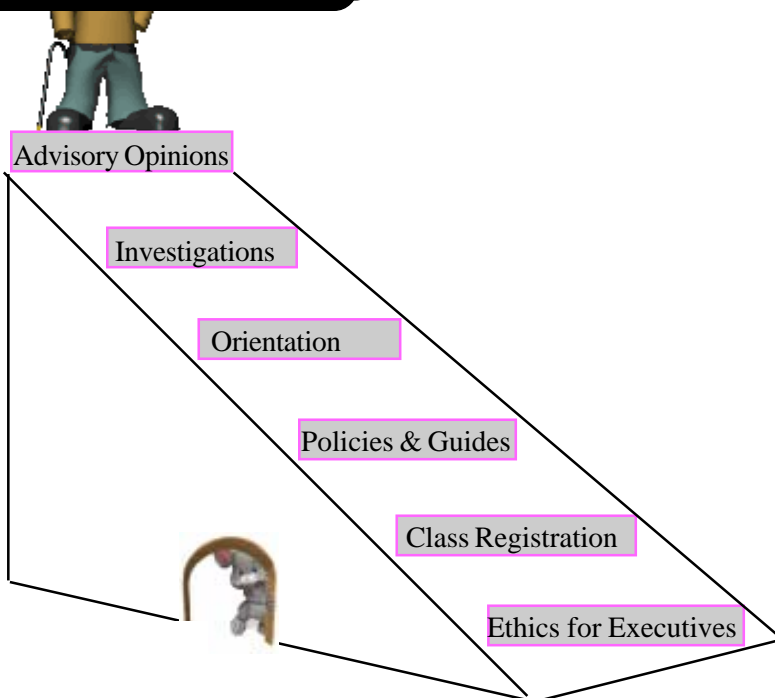 Advisory Opinions
Investigations
Orientation
Policies & Guides
Class Registration
Ethics for Executives